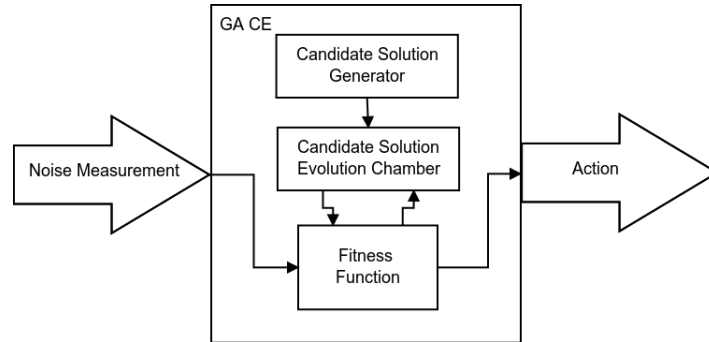 GA CE
Candidate Solution
Generator
Candidate Solution
Evolution Chamber
Noise Measurement
Action
Fitness
Function